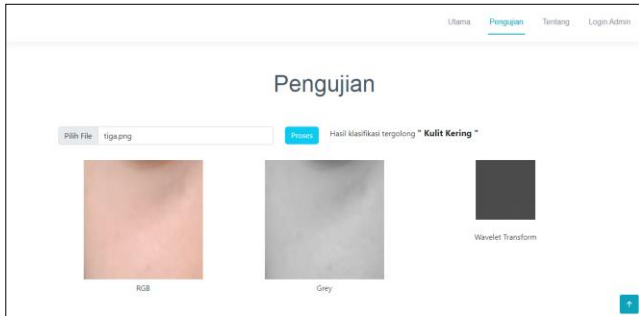 Utama Pengujian Tentang Login Admin
Pengujian
Pilih File tiga.png Proses Hasil klasifikasi tergolong " Kulit Kering "
Wavelet Transform
RGB Grey